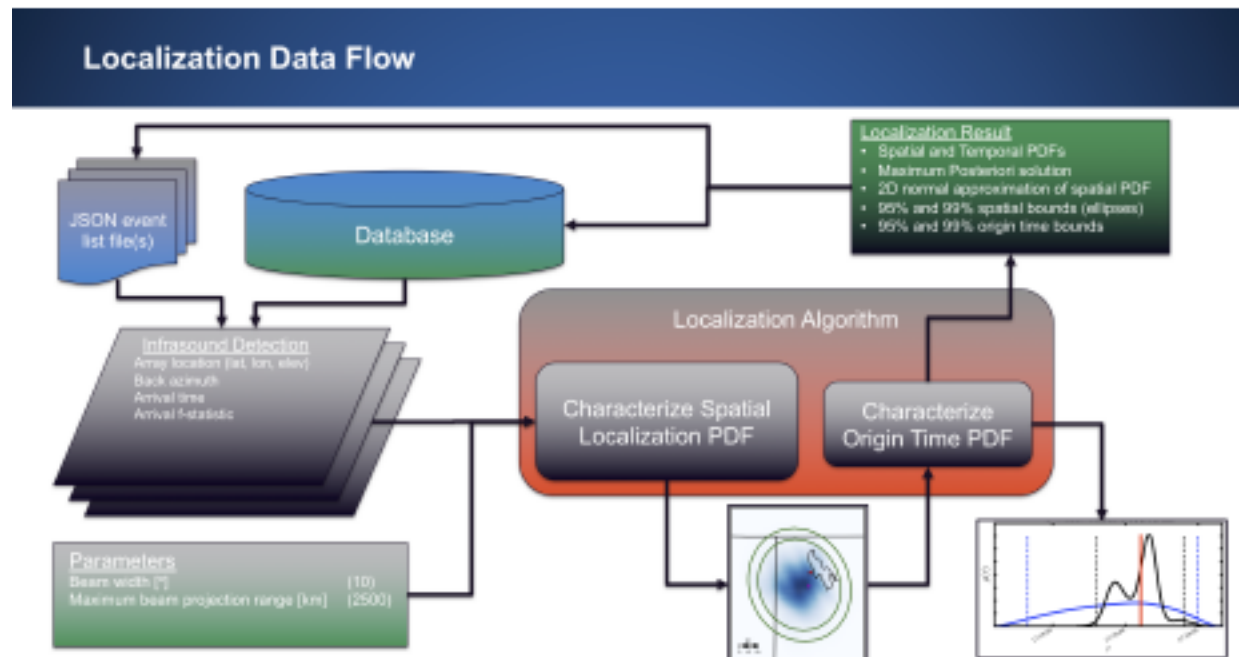 Localization Data Flow
Localization Result
• Spatial and Temporal PDFs
• Maximum Posteriori solution
• 2D normal approximation of spatial PDF
• 95% and 99% spatial bounds (ellipses)
• 95% and 99% origin time bounds
JSON event
list file(s)
Database
Infrasound Detection
Array location (lat, lon, elev)
Back azimuth
Arrival time
Arrival f-statistic
Localization Algorithm
Characterize Spatial
Localization PDF
Characterize
Origin Time PDF
Parameters
Beam width [°] (10)
Maximum beam projection range [km] (2500)